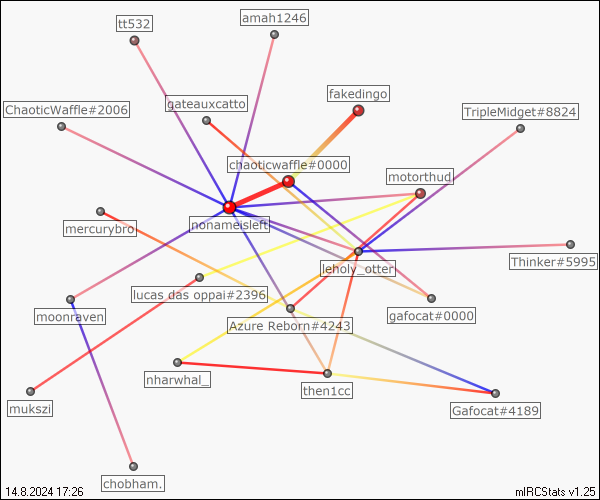 amah1246
tt532
fakedingo
gateauxcatto
ChaoticWaffle#2006
TripleMidget#8824
chaoticwaffle#0000
motorthud
nonameisleft
mercurybro
Thinker#5995
leholy_otter
lucas das oppai#2396
moonraven
gafocat#0000
Azure Reborn#4243
nharwhal_
then1cc
mukszi
Gafocat#4189
chobham.
14.8.2024 17:26
mIRCStats v1.25